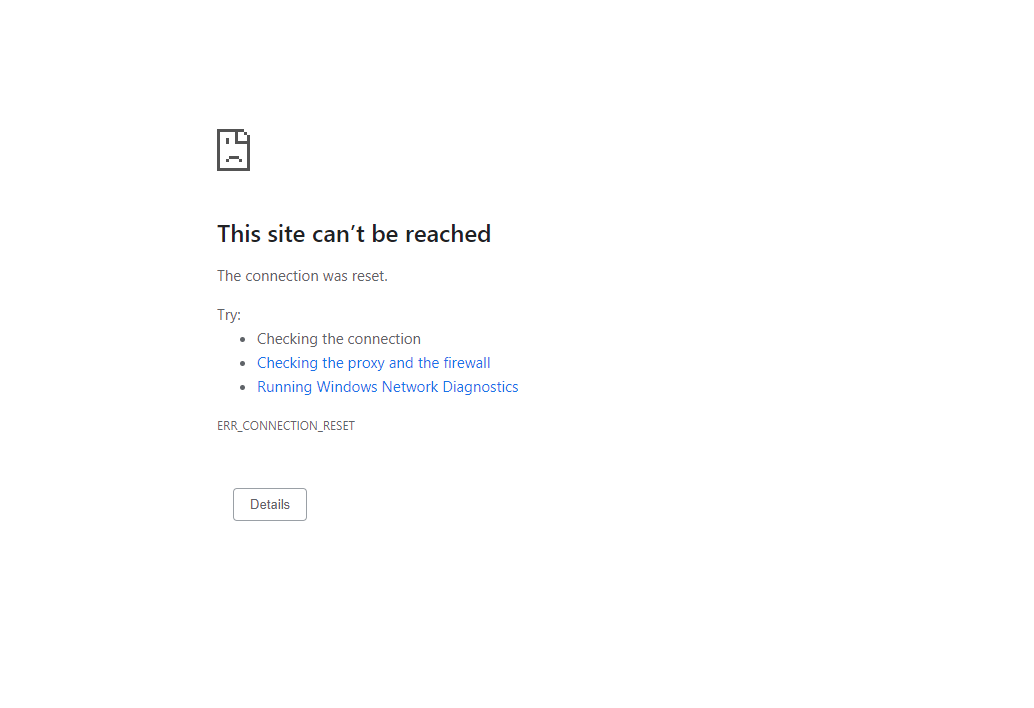 This site can’t be reached
The connection was reset.
Try:
Checking the connection
Checking the proxy and the firewall
Running Windows Network Diagnostics
ERR_CONNECTION_RESET
Details